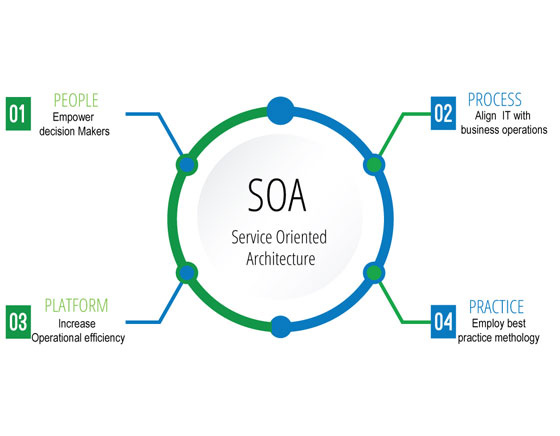 01
PEOPLE
Empower
decision Makers
02
PROCESS
Align IT with
business operations
SOA
Service Oriented
Architecture
03
PLATFORM
Increase
Operational efficiency
04
PRACTICE
Employ best
practice methology